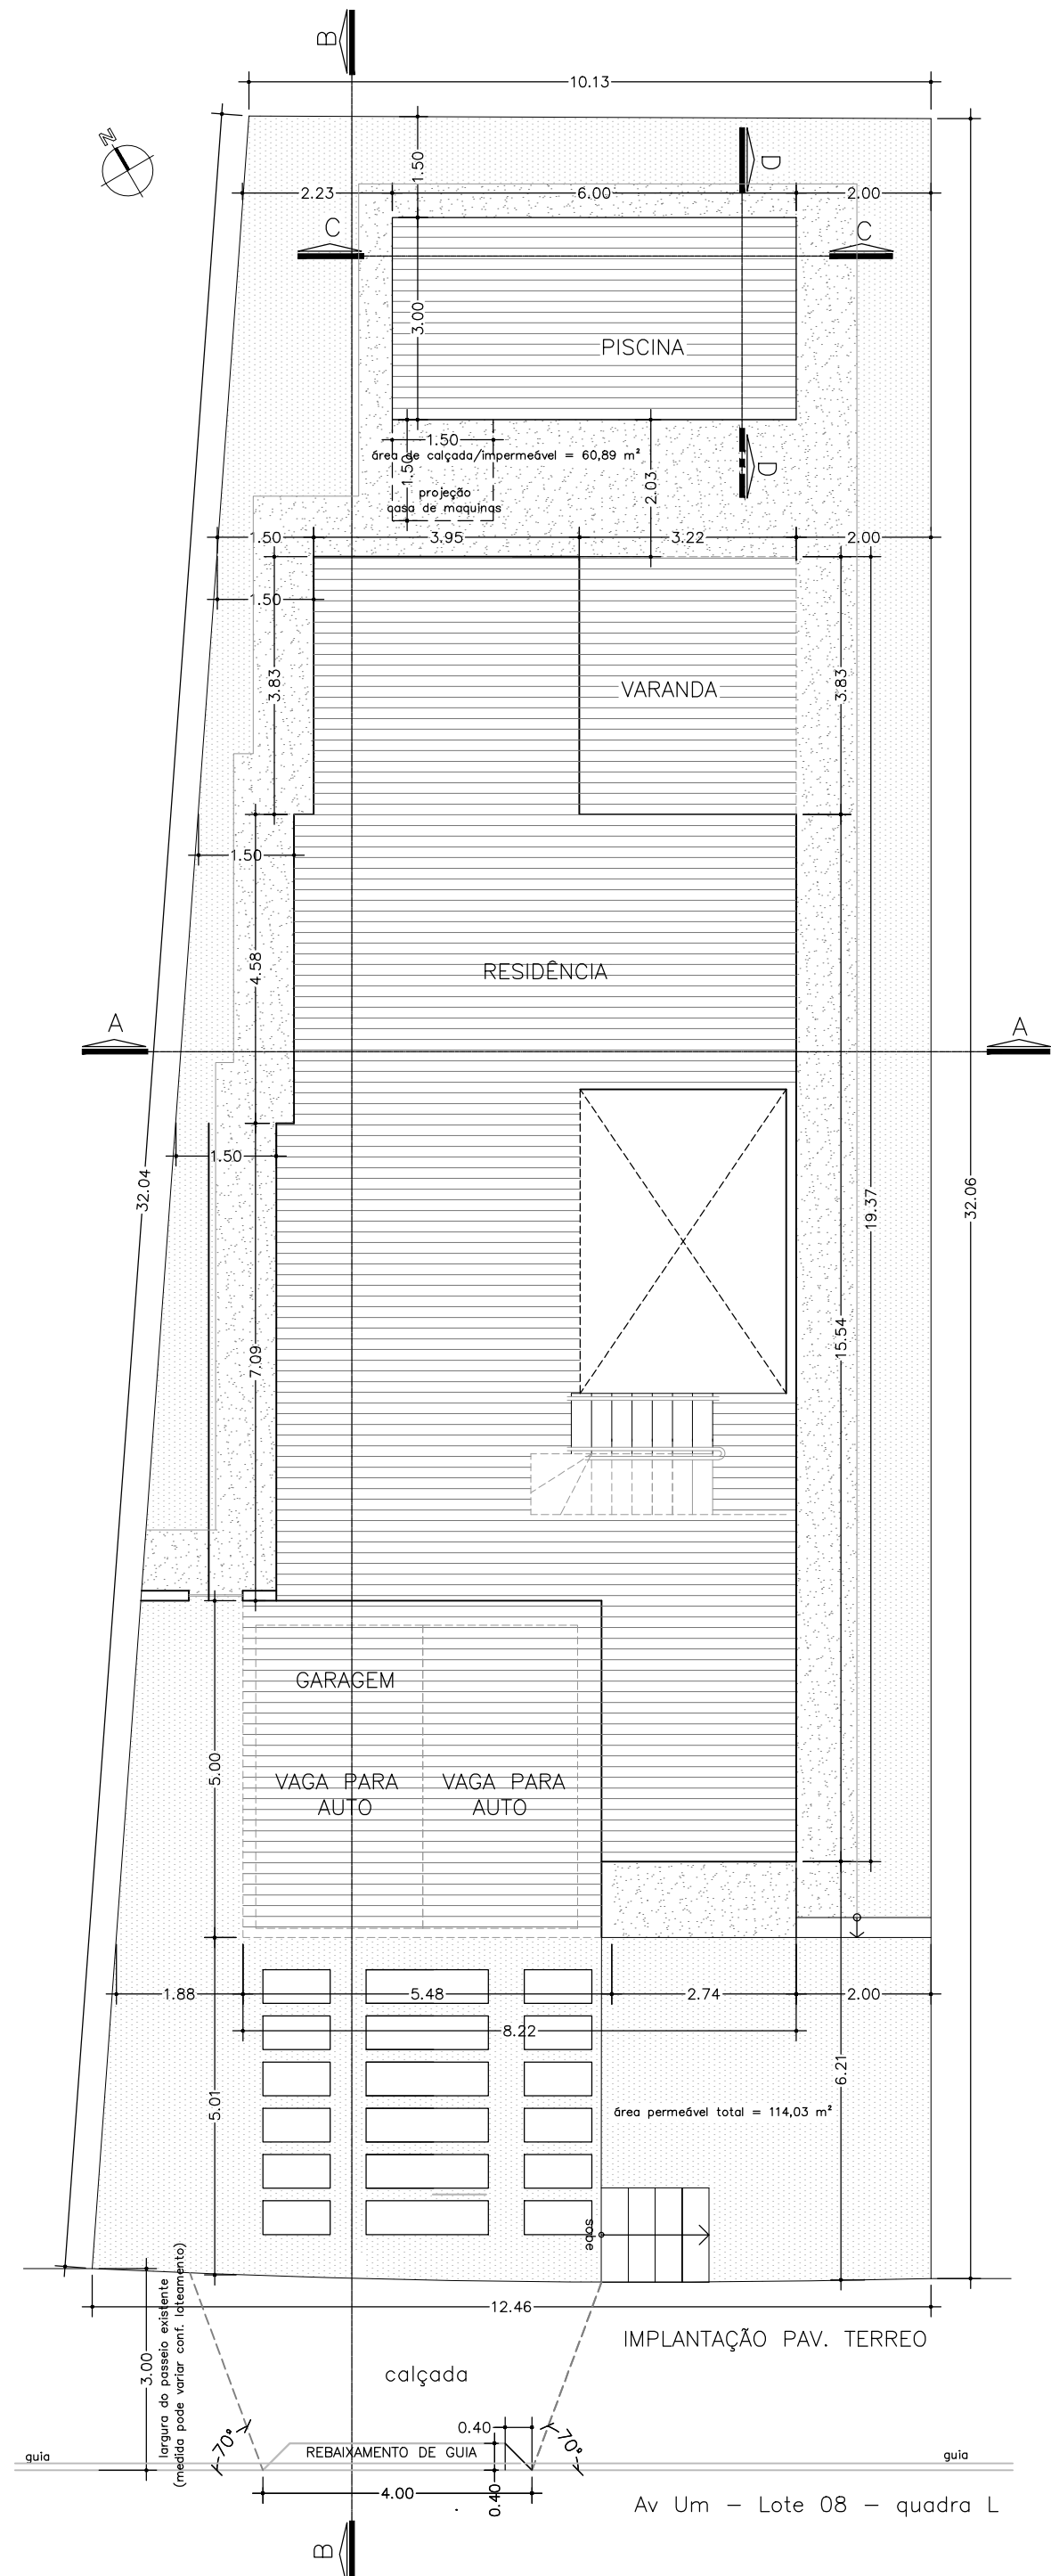 B
10.13
N
1.50
D
2.23
6.00
2.00
C
C
3.00
PISCINA
1.50
área de calçada/impermeável = 60,89 m²
1.50
D
2.03
projeção
casa de maquinas
1.50
3.95
3.22
2.00
1.50
3.83
VARANDA
3.83
1.50
4.58
RESIDÊNCIA
A
A
1.50
32.04
19.37
32.06
15.54
7.09
GARAGEM
5.00
VAGA PARA
AUTO
VAGA PARA
AUTO
1.88
5.48
2.74
2.00
8.22
6.21
5.01
área permeável total = 114,03 m²
sobe
12.46
IMPLANTAÇÃO PAV. TERREO
3.00
largura do passeio existente
(medida pode variar conf. loteamento)
calçada
70°
0.40
70°
REBAIXAMENTO DE GUIA
guia
guia
4.00
0.40
Av Um - Lote 08 - quadra L
B